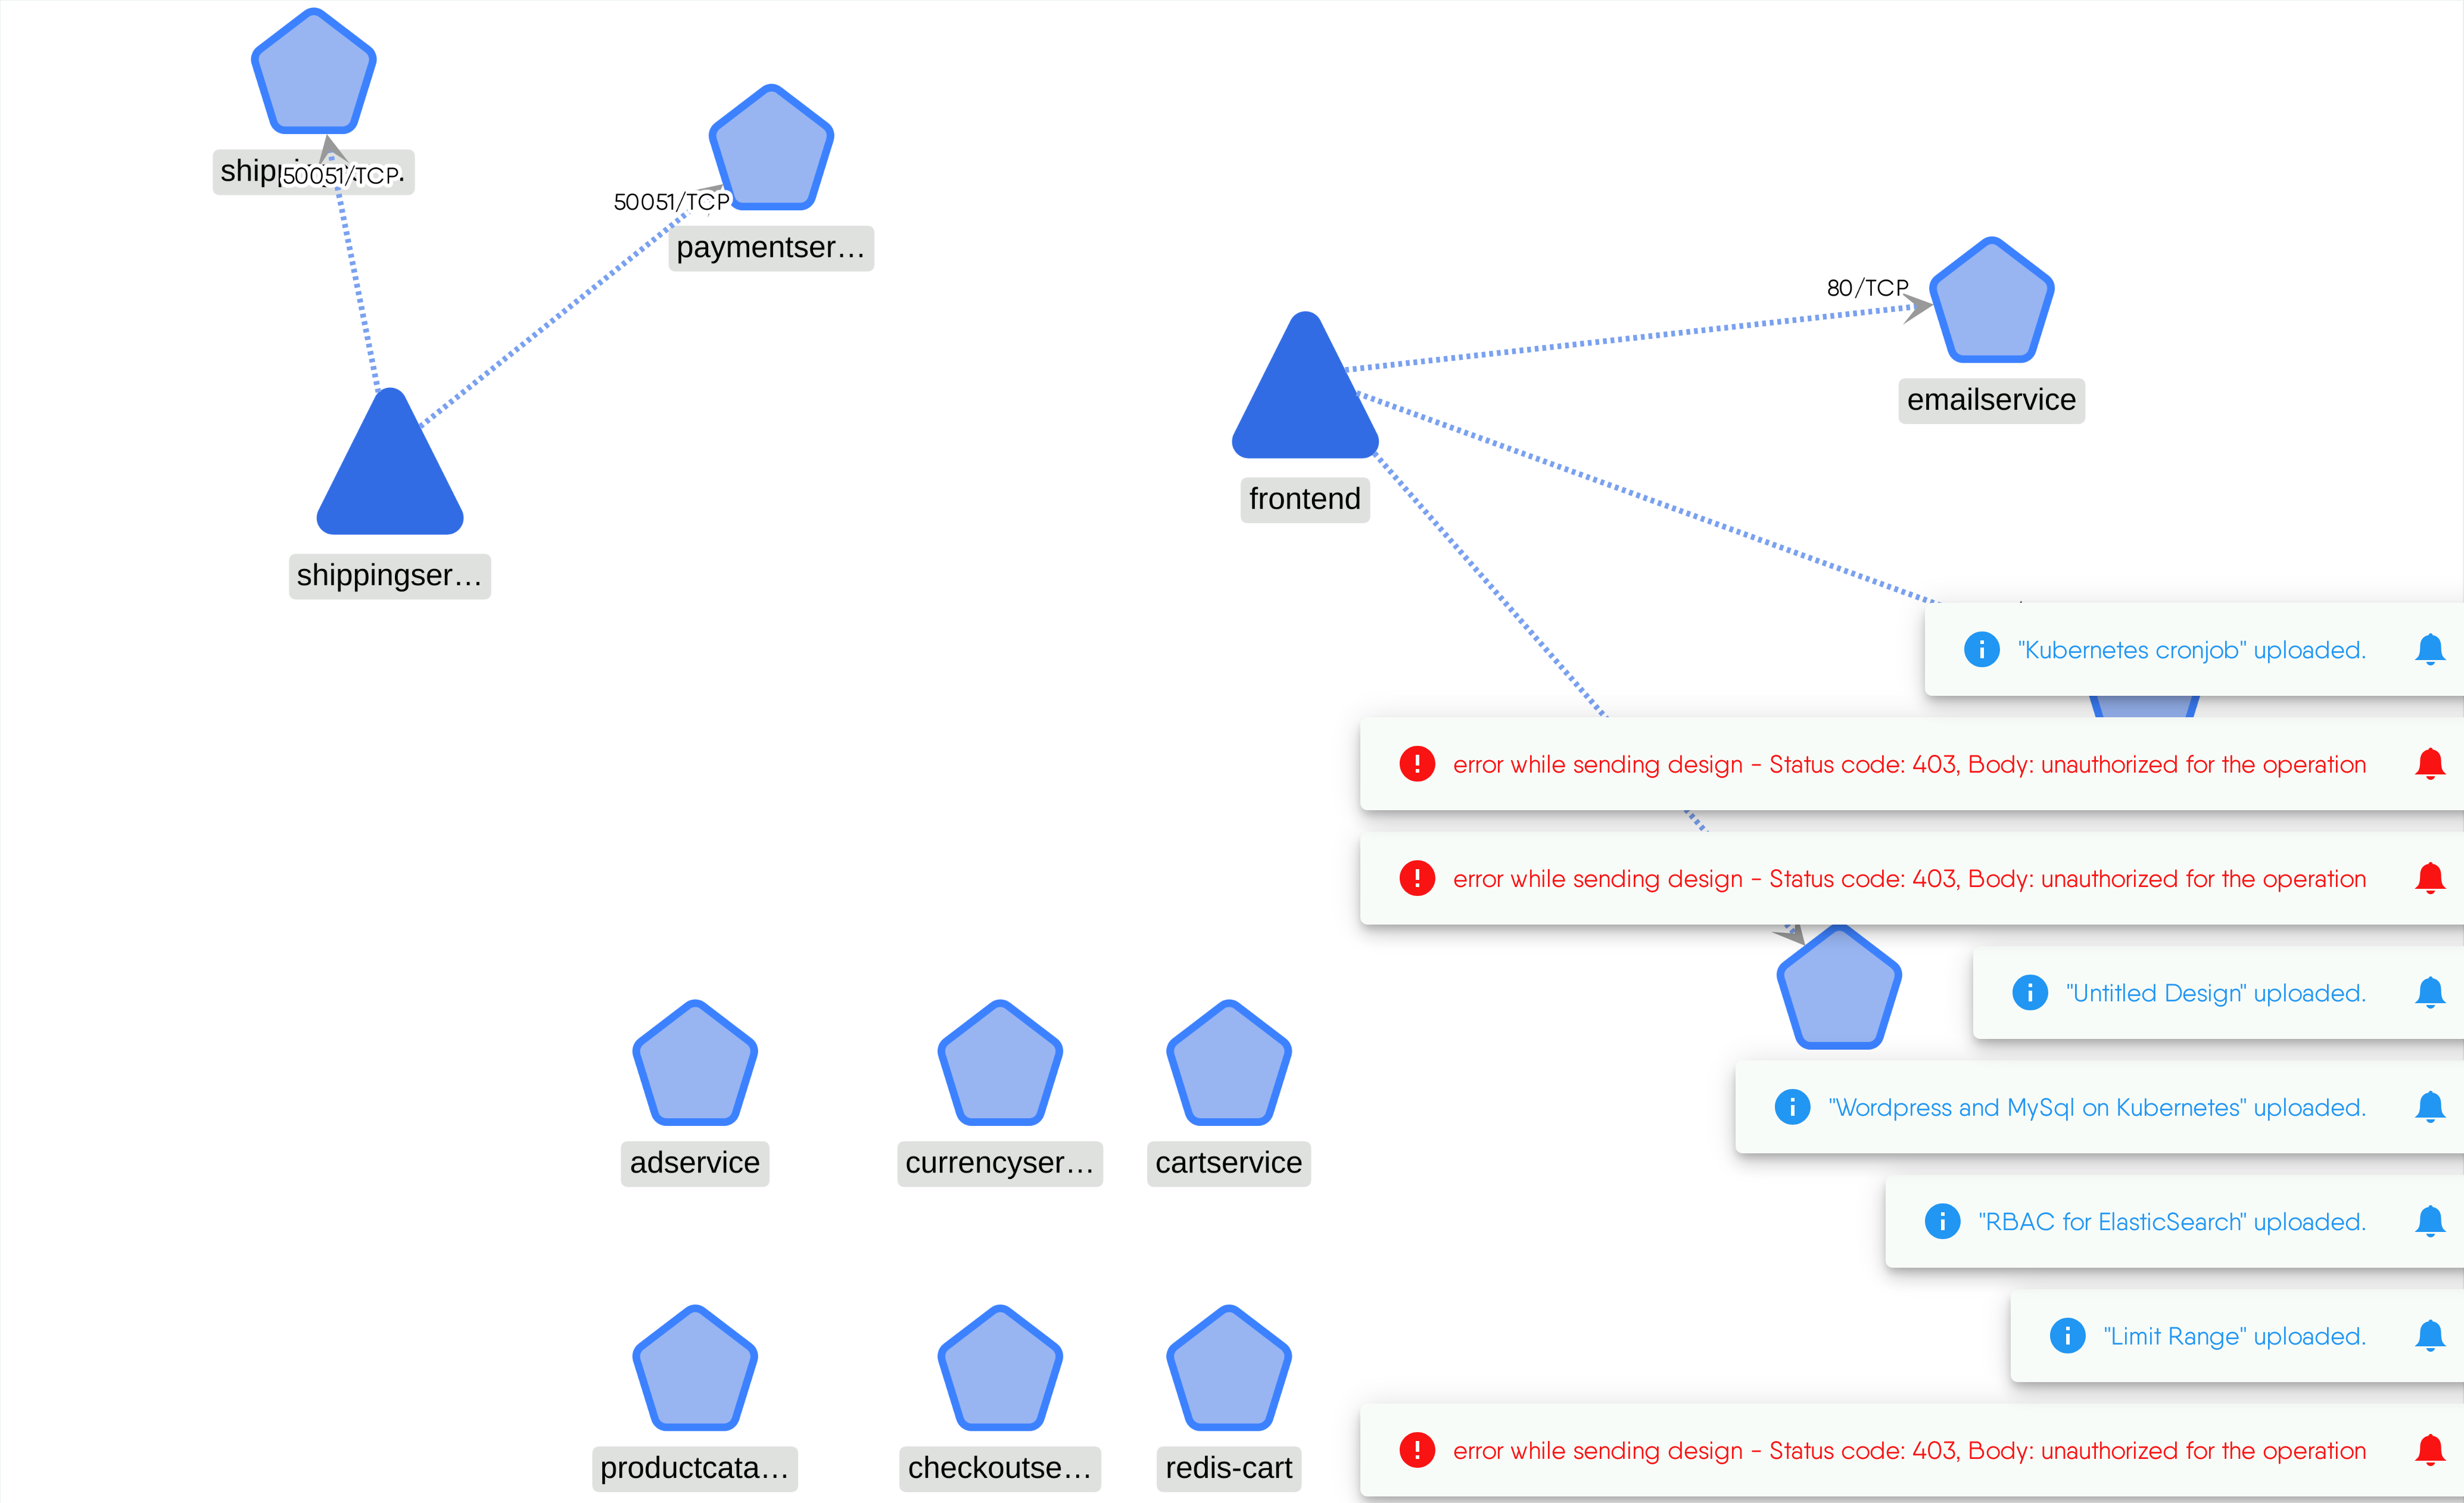 50051/TCP
50051/TCP
paymentser...
80/TCP
emailservice
frontend
shippingser...
"Kubernetes cronjob" uploaded.
error while sending design - Status code: 403, Body: unauthorized for the operation
error while sending design - Status code: 403, Body: unauthorized for the operation
"Untitled Design" uploaded.
"Wordpress and MySql on Kubernetes" uploaded.
adservice
currencyser...
cartservice
"RBAC for ElasticSearch" uploaded.
"Limit Range" uploaded.
error while sending design - Status code: 403, Body: unauthorized for the operation
productcata...
checkoutse...
redis-cart